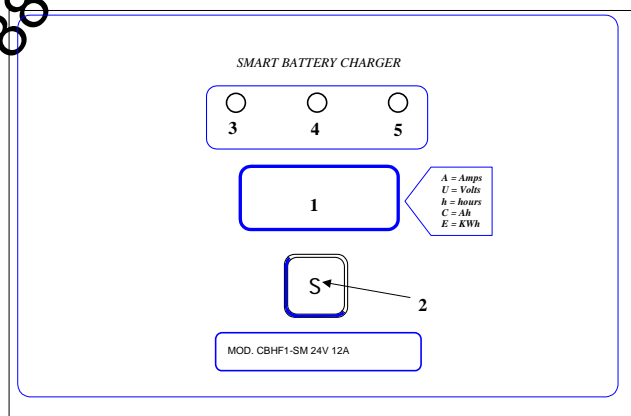 SMART BATTERY CHARGER
3 4 5
1
A = Amps
U = Volts
h = hours
C = Ah
E = KWh
S
2
MOD. CBHF1-SM 24V 12A